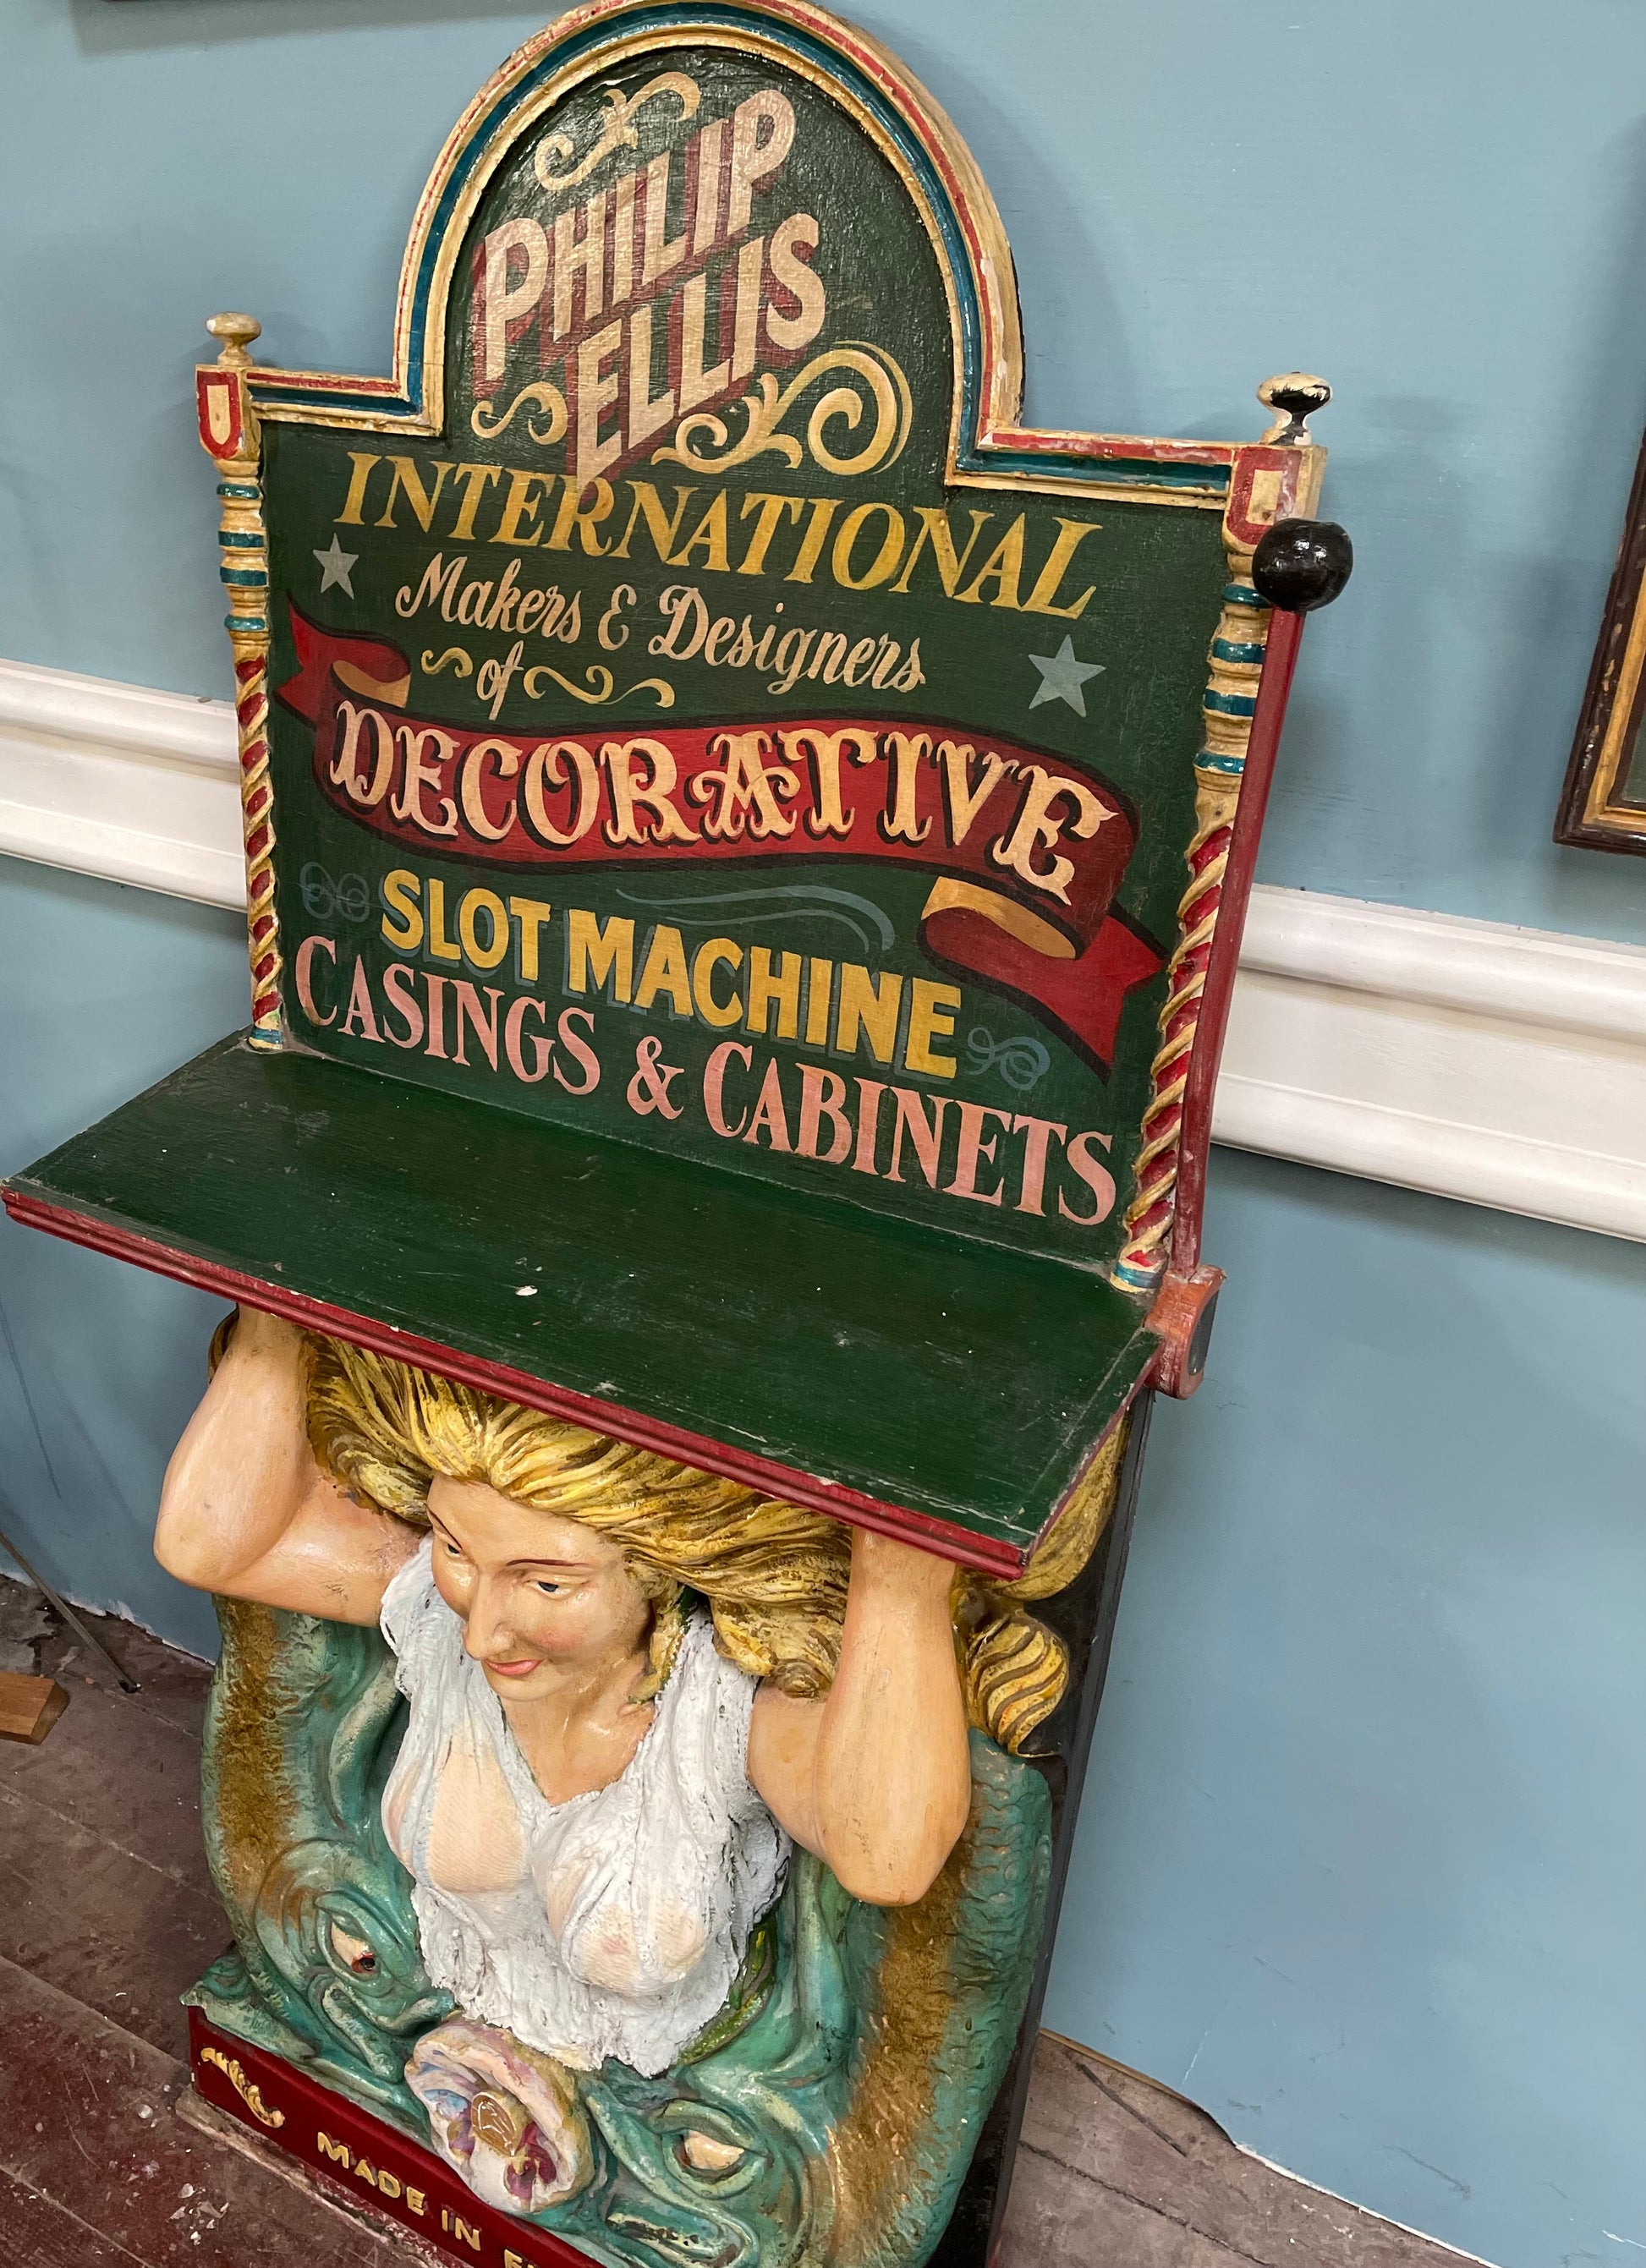 PHILIP
ELLIS
INTERNATIONAL
Makers & Designers
of
DECORATIVE
SLOT MACHINE
CASINGS & CABINETS
MADE IN